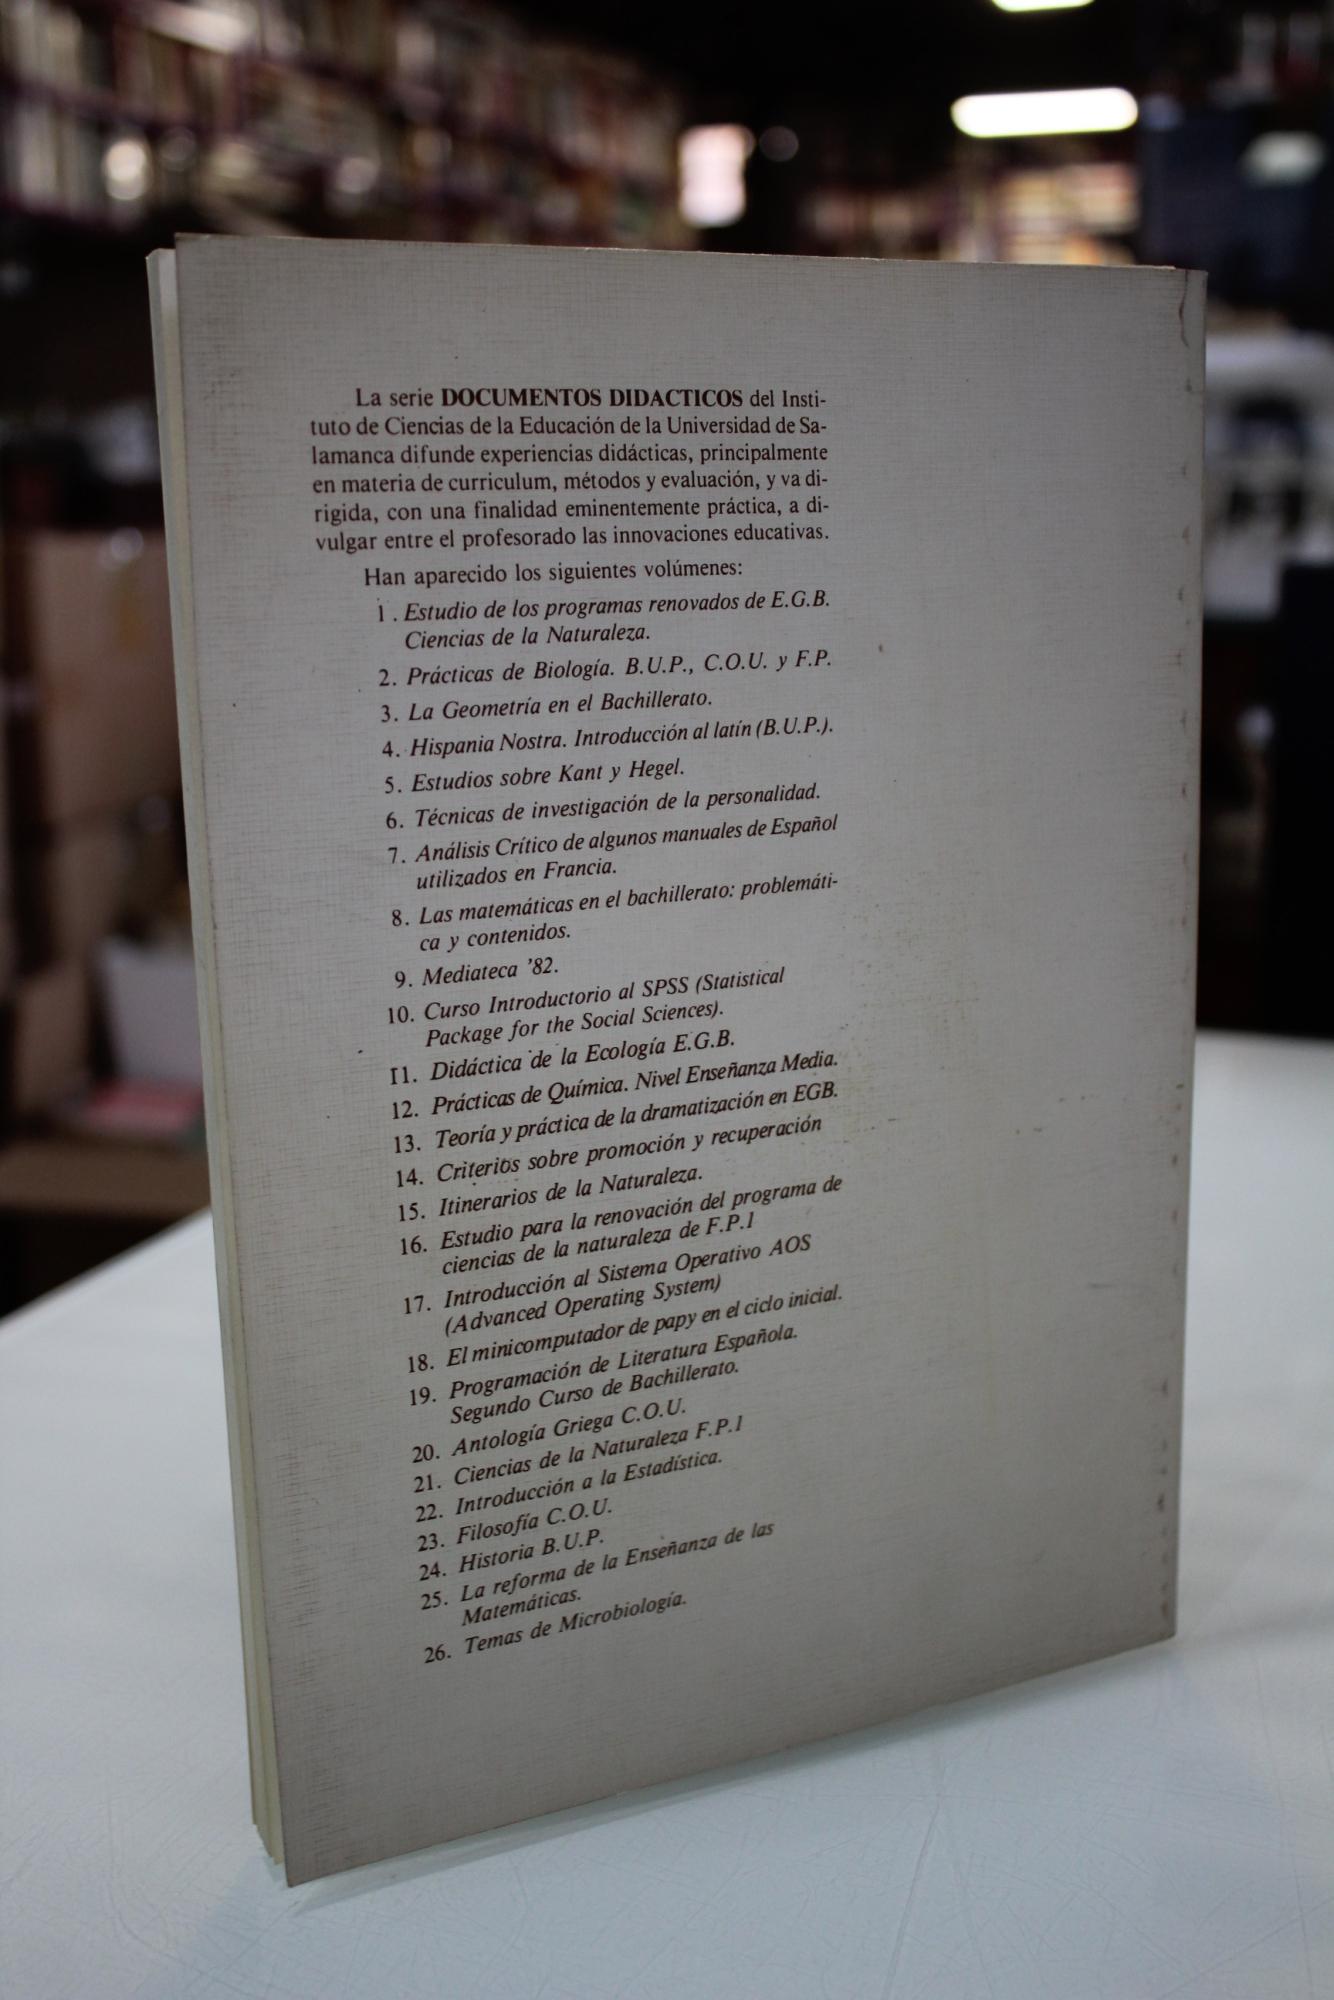 La serie DOCUMENTOS DIDACTICOS del Insti-
tuto de Ciencias de la Educación de la Universidad de Sa-
lamanca difunde experiencias didácticas, principalmente
en materia de curriculum, métodos y evaluación, y va di-
rigida, con una finalidad eminentemente práctica, a di-
vulgar entre el profesorado las innovaciones educativas.
Han aparecido los siguientes volúmenes:
1. Estudio de los programas renovados de E.G.B.
Ciencias de la Naturaleza.
2. Prácticas de Biología. B.U.P., C.O.U. y F.P.
3. La Geometría en el Bachillerato.
4. Hispania Nostra. Introducción al latín (B.U.P.).
5. Estudios sobre Kant y Hegel.
6. Técnicas de investigación de la personalidad.
7. Análisis Crítico de algunos manuales de Español
utilizados en Francia.
8. Las matemáticas en el bachillerato: problemáti-
ca y contenidos.
9. Mediateca '82.
10. Curso Introductorio al SPSS (Statistical
Package for the Social Sciences).
11. Didáctica de la Ecología E.G.B.
12. Prácticas de Química. Nivel Enseñanza Media.
13. Teoría y práctica de la dramatización en EGB.
14. Criterios sobre promoción y recuperación
15. Itinerarios de la Naturaleza.
16. Estudio para la renovación del programa de
ciencias de la naturaleza de F.P.1
17. Introducción al Sistema Operativo AOS
(Advanced Operating System)
18. El minicomputador de papy en el ciclo inicial.
19. Programación de Literatura Española.
Segundo Curso de Bachillerato.
20. Antología Griega C.O.U.
21. Ciencias de la Naturaleza F.P.1
22. Introducción a la Estadística.
23. Filosofía C.O.U.
24. Historia B.U.P.
25. La reforma de la Enseñanza de las
Matemáticas.
26. Temas de Microbiología.